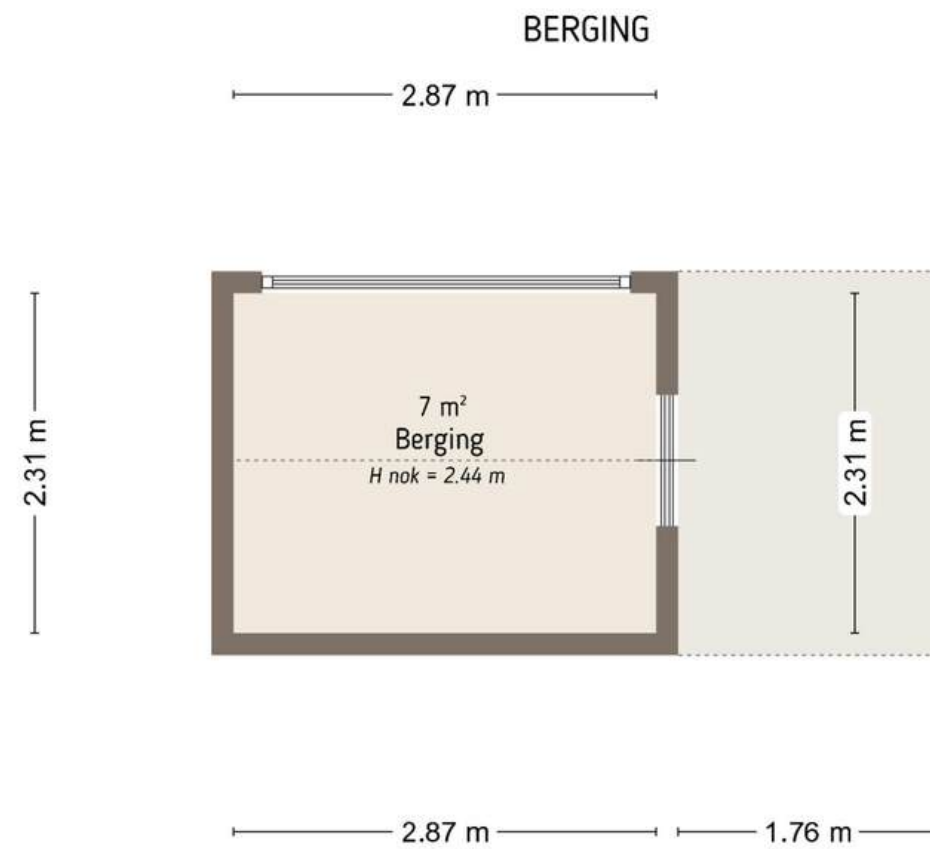 BERGING
2.87 m
2.31 m
7 m²
Berging
H nok = 2.44 m
2.31 m
2.87 m
1.76 m